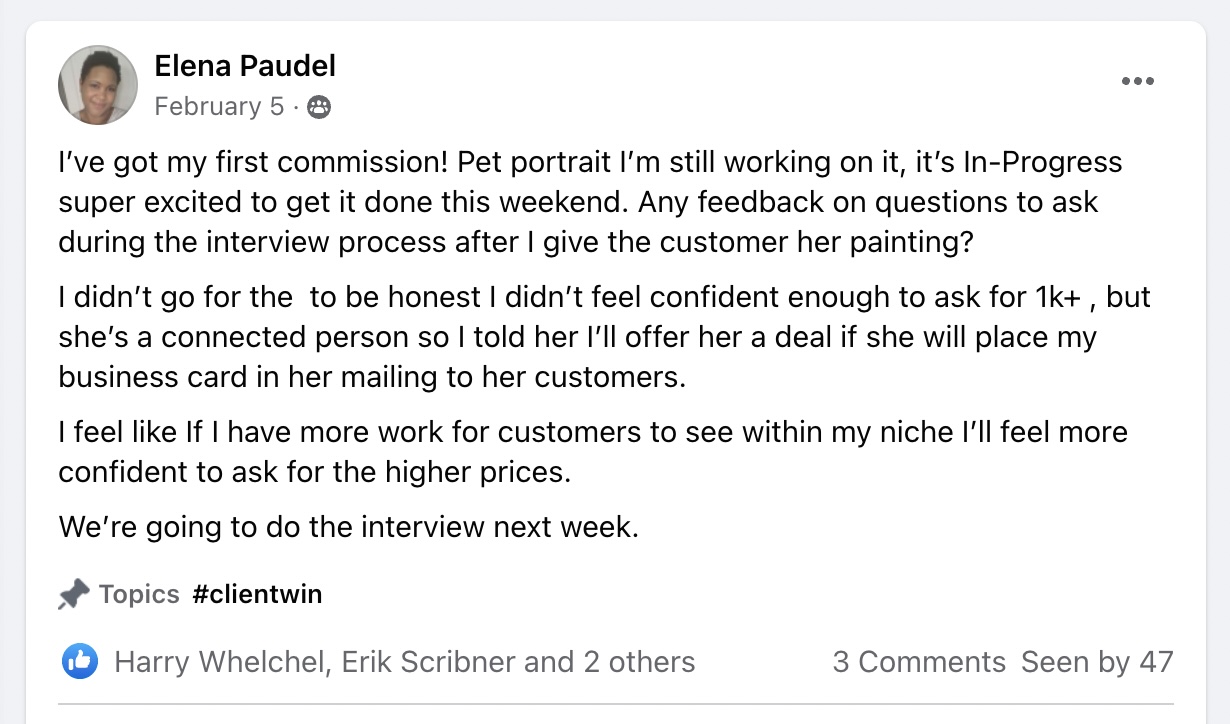 Elena Paudel
February 5 ·
I’ve got my first commission! Pet portrait I’m still working on it, it’s In-Progress
super excited to get it done this weekend. Any feedback on questions to ask
during the interview process after I give the customer her painting?
I didn’t go for the  to be honest I didn’t feel confident enough to ask for 1k+ , but
she’s a connected person so I told her I’ll offer her a deal if she will place my
business card in her mailing to her customers.
I feel like If I have more work for customers to see within my niche I’ll feel more
confident to ask for the higher prices.
We’re going to do the interview next week.
Topics #clientwin
Harry Whelchel, Erik Scribner and 2 others 3 Comments Seen by 47